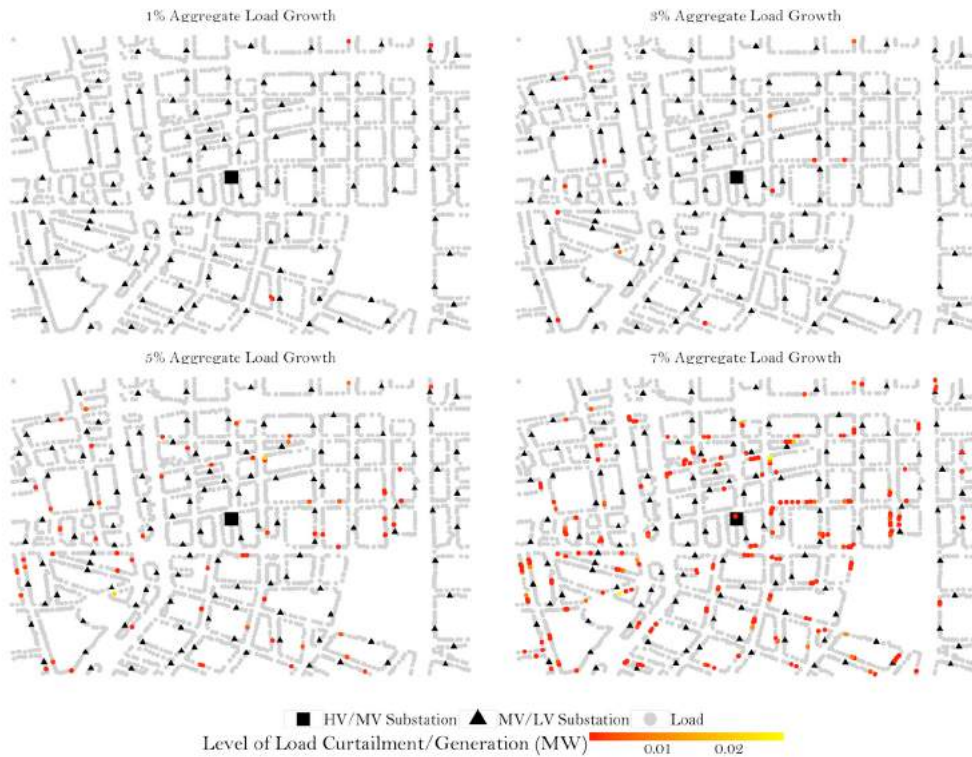 1% Aggregate Load Growth
3% Aggregate Load Growth
5% Aggregate Load Growth
7% Aggregate Load Growth
HV/MV Substation MV/LV Substation Load
Level of Load Curtailment/Generation (MW)
0.01 0.02